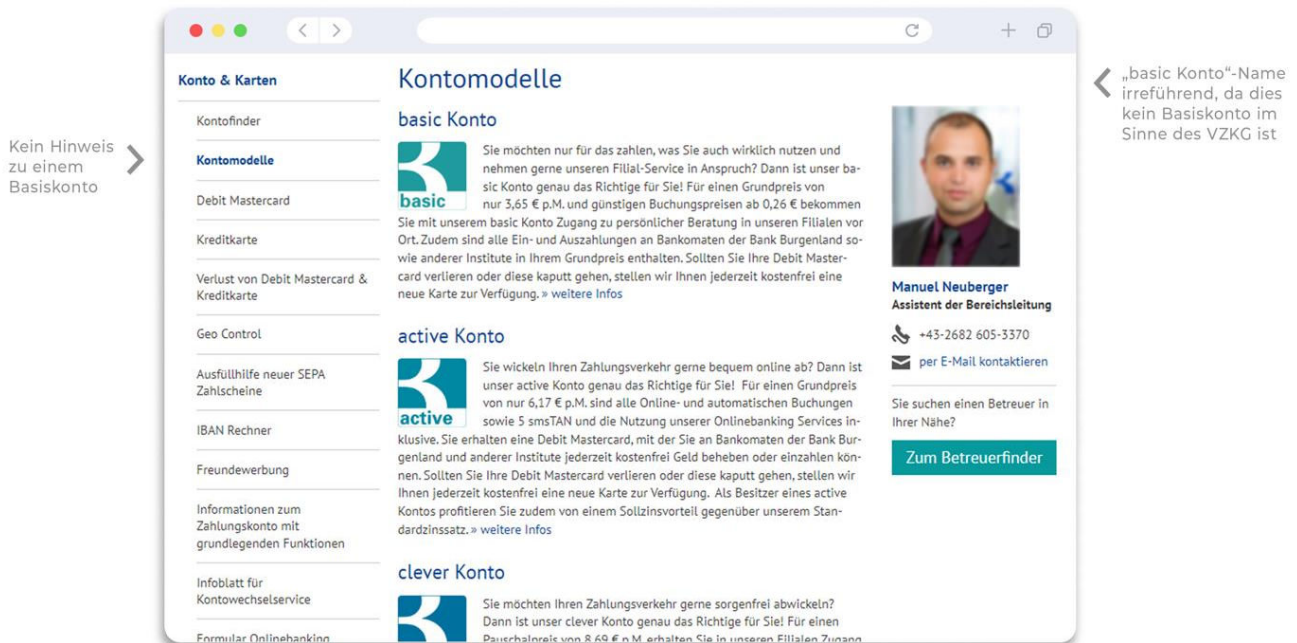 Kein Hinweis
zu einem
Basiskonto
Konto & Karten
Kontofinder
Kontomodelle
Debit Mastercard
Kreditkarte
Verlust von Debit Mastercard &
Kreditkarte
Geo Control
Ausfüllhilfe neuer SEPA
Zahlscheine
IBAN Rechner
Freundewerbung
Informationen zum
Zahlungskonto mit
grundlegenden Funktionen
Infoblatt für
Kontowechselservice
Formular Onlinebanking
Kontomodelle
basic Konto
basic
Sie möchten nur für das zahlen, was Sie auch wirklich nutzen und
nehmen gerne unseren Filial-Service in Anspruch? Dann ist unser ba-
sic Konto genau das Richtige für Sie! Für einen Grundpreis von
nur 3,65 € p.M. und günstigen Buchungspreisen ab 0,26 € bekommen
Sie mit unserem basic Konto Zugang zu persönlicher Beratung in unseren Filialen vor
Ort. Zudem sind alle Ein- und Auszahlungen an Bankomaten der Bank Burgenland so-
wie anderer Institute in Ihrem Grundpreis enthalten. Sollten Sie Ihre Debit Master-
card verlieren oder diese kaputt gehen, stellen wir Ihnen jederzeit kostenfrei eine
neue Karte zur Verfügung. » weitere Infos
active Konto
active
Sie wickeln Ihren Zahlungsverkehr gerne bequem online ab? Dann ist
unser active Konto genau das Richtige für Sie! Für einen Grundpreis
von nur 6,17 € p.M. sind alle Online- und automatischen Buchungen
sowie 5 smsTAN und die Nutzung unserer Onlinebanking Services in-
klusive. Sie erhalten eine Debit Mastercard, mit der Sie an Bankomaten der Bank Bur-
genland und anderer Institute jederzeit kostenfrei Geld beheben oder einzahlen kön-
nen. Sollten Sie Ihre Debit Mastercard verlieren oder diese kaputt gehen, stellen wir
Ihnen jederzeit kostenfrei eine neue Karte zur Verfügung. Als Besitzer eines active
Kontos profitieren Sie zudem von einem Sollzinsvorteil gegenüber unserem Stan-
dardzinssatz. » weitere Infos
clever Konto
Sie möchten Ihren Zahlungsverkehr gerne sorgenfrei abwickeln?
Dann ist unser clever Konto genau das Richtige für Sie! Für einen
Pauschalpreis von 8,69 € p.M. erhalten Sie in unseren Filialen Zugang
Manuel Neuberger
Assistent der Bereichsleitung
+43-2682 605-3370
per E-Mail kontaktieren
Sie suchen einen Betreuer in
Ihrer Nähe?
Zum Betreuerfinder
„basic Konto“-Name
irreführend, da dies
kein Basiskonto im
Sinne des VZKG ist